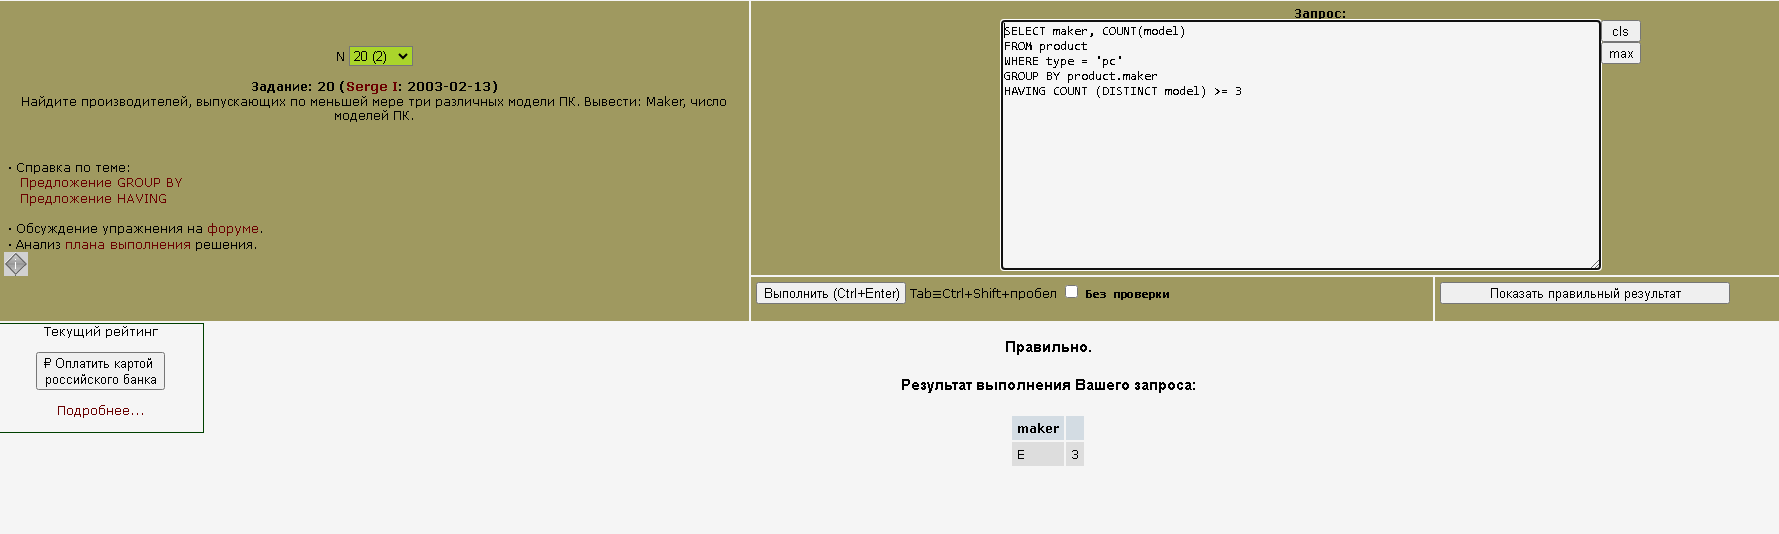 N 20 (2)
Задание: 20 (Serge I: 2003-02-13)
Найдите производителей, выпускающих по меньшей мере три различных модели ПК. Вывести: Maker, число
моделей ПК.
· Справка по теме:
Предложение GROUP BY
Предложение HAVING
· Обсуждение упражнения на форуме.
· Анализ плана выполнения решения.
Запрос:
SELECT maker, COUNT(model)
FROM product
WHERE type = 'pc'
GROUP BY product.maker
HAVING COUNT (DISTINCT model) >= 3
cls
max
Выполнить (Ctrl+Enter) Tab≡Ctrl+Shift+пробел Без проверки
Показать правильный результат
Текущий рейтинг
₽ Оплатить картой
российского банка
Подробнее...
Правильно.
Результат выполнения Вашего запроса:
maker
E 3